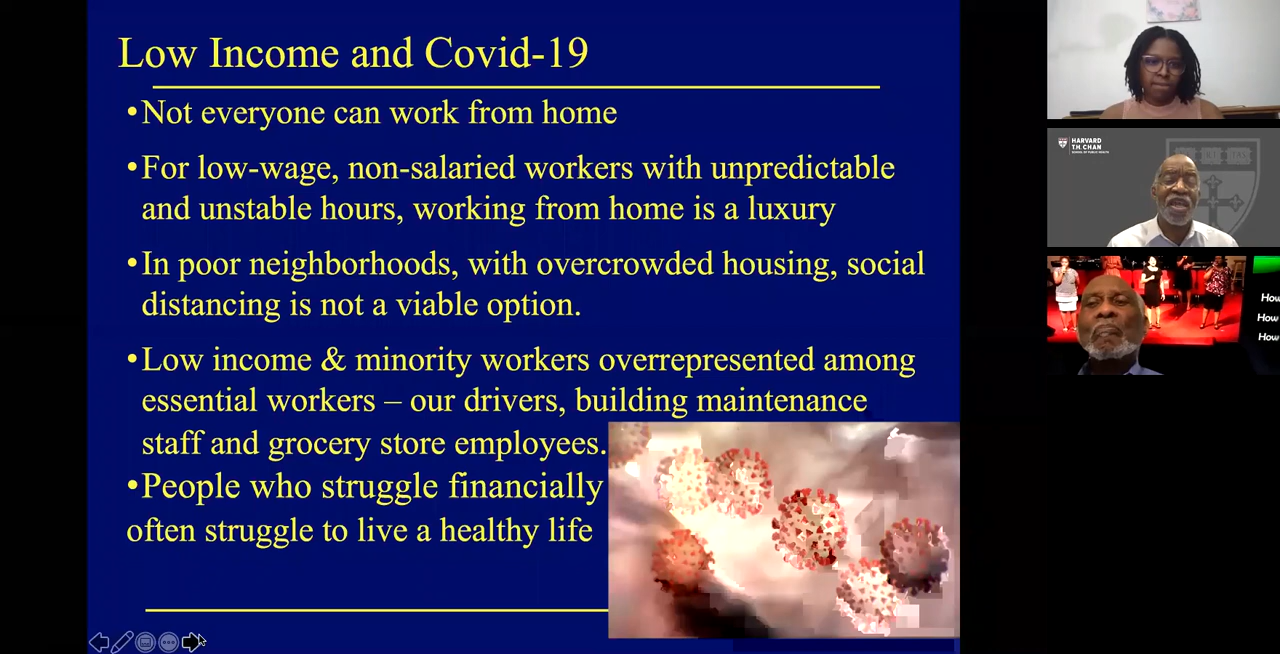 Low Income and Covid-19
•Not everyone can work from home
•For low-wage, non-salaried workers with unpredictable
and unstable hours, working from home is a luxury
•In poor neighborhoods, with overcrowded housing, social
distancing is not a viable option.
•Low income & minority workers overrepresented among
essential workers – our drivers, building maintenance
staff and grocery store employees.
•People who struggle financially
often struggle to live a healthy life
HARVARD
T.H. CHAN
SCHOOL OF PUBLIC HEALTH
How
How
How